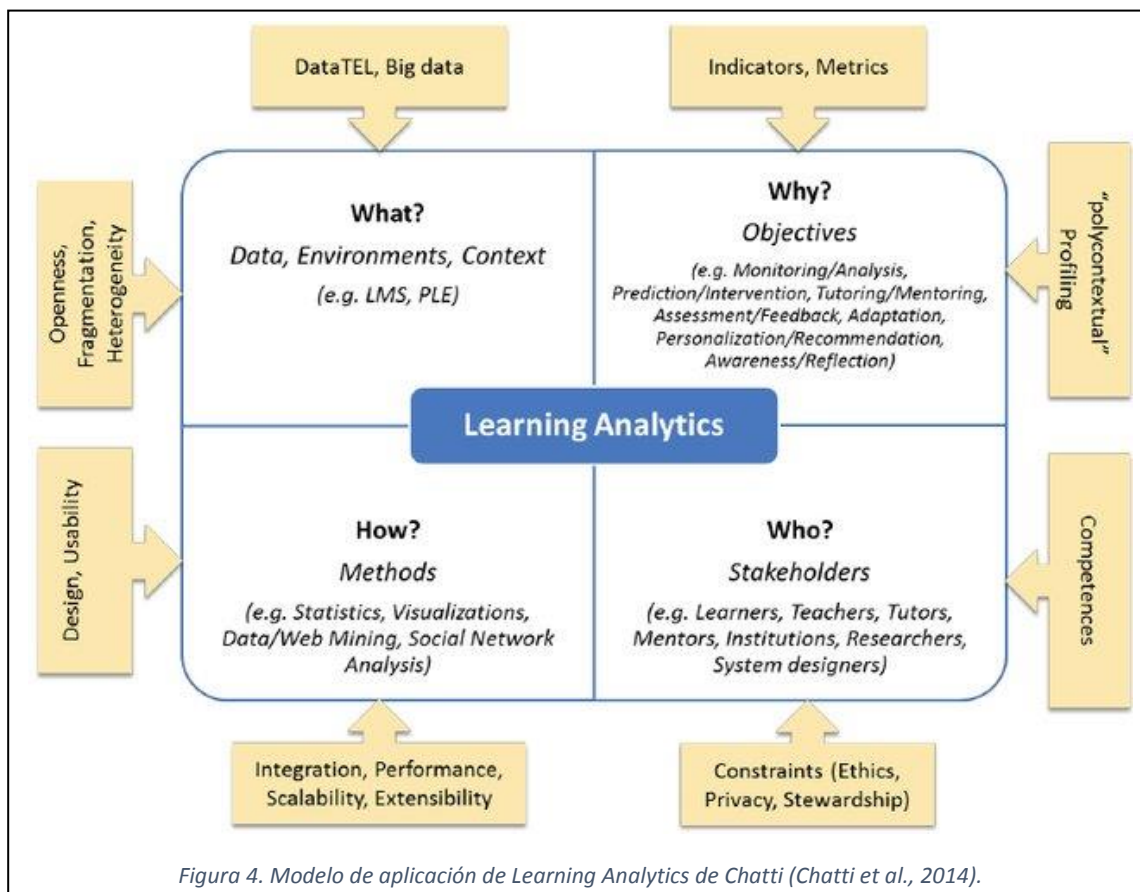 DataTEL, Big data
Indicators, Metrics
Openness,
Fragmentation,
Heterogeneity
What?
Data, Environments, Context
(e.g. LMS, PLE)
Why?
Objectives
(e.g. Monitoring/Analysis,
Prediction/Intervention, Tutoring/Mentoring,
Assessment/Feedback, Adaptation,
Personalization/Recommendation,
Awareness/Reflection)
“polycontextual”
Profiling
Learning Analytics
Design, Usability
How?
Methods
(e.g. Statistics, Visualizations,
Data/Web Mining, Social Network
Analysis)
Who?
Stakeholders
(e.g. Learners, Teachers, Tutors,
Mentors, Institutions, Researchers,
System designers)
Competences
Integration, Performance,
Scalability, Extensibility
Constraints (Ethics,
Privacy, Stewardship)
Figura 4. Modelo de aplicación de Learning Analytics de Chatti (Chatti et al., 2014).